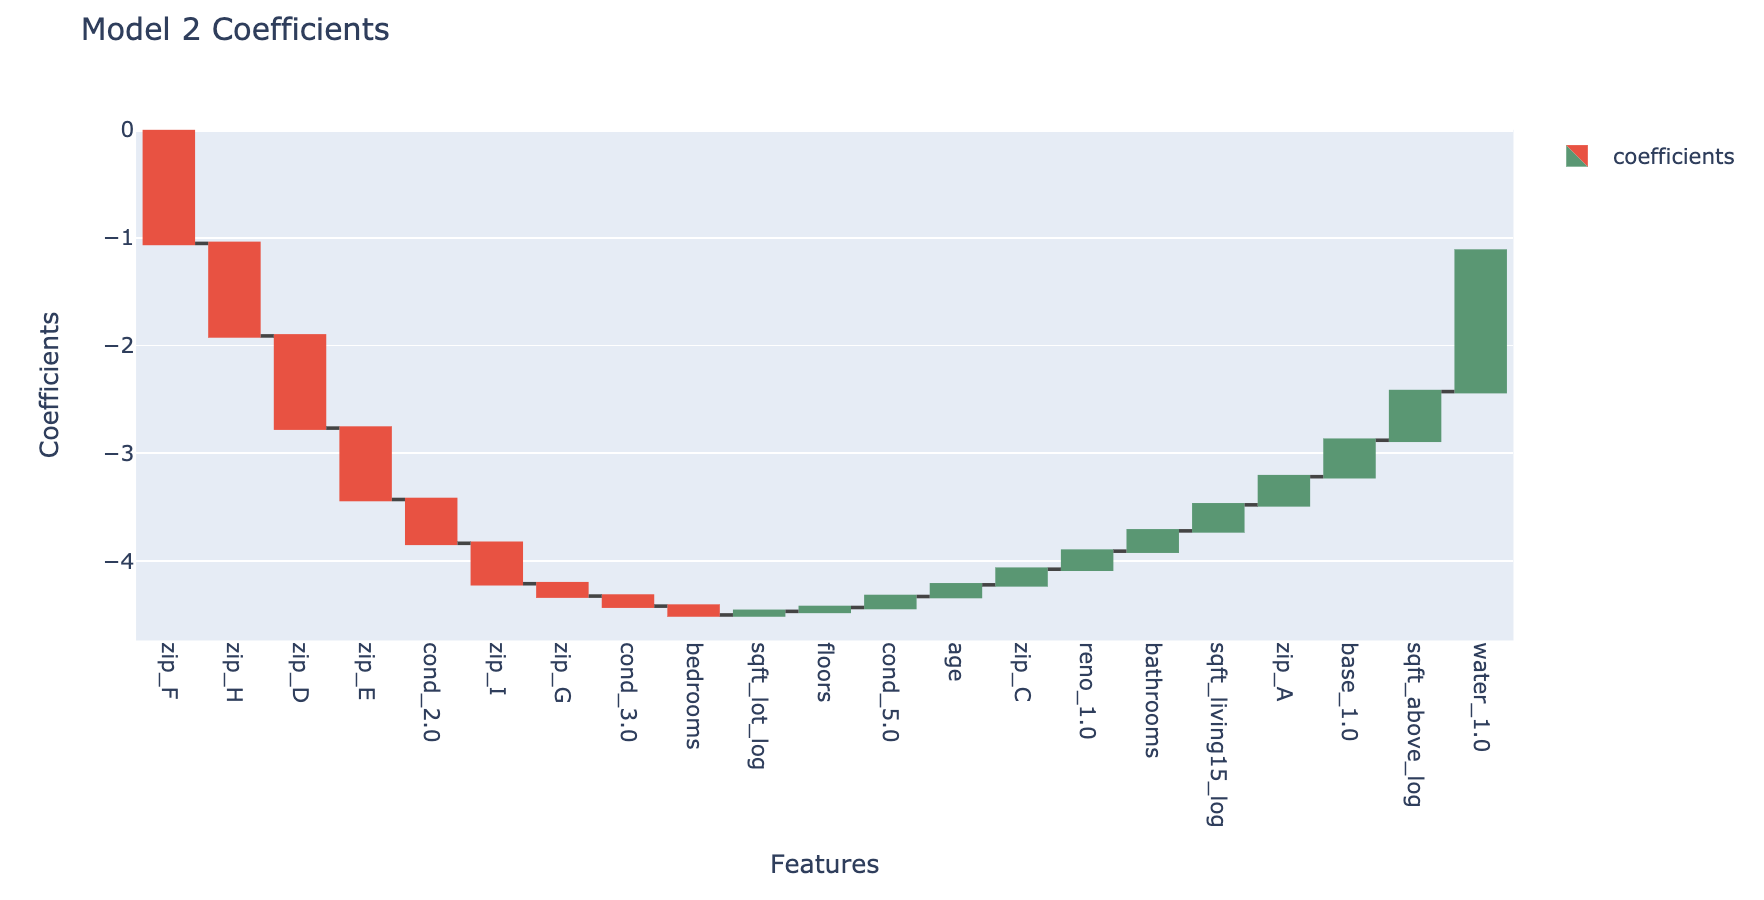 Model 2 Coefficients
0
−1
−2
−3
−4
Coefficients
coefficients
zip_F
zip_H
zip_D
zip_E
cond_2.0
zip_I
zip_G
cond_3.0
bedrooms
sqft_lot_log
floors
cond_5.0
age
zip_C
reno_1.0
bathrooms
sqft_living15_log
zip_A
base_1.0
sqft_above_log
water_1.0
Features